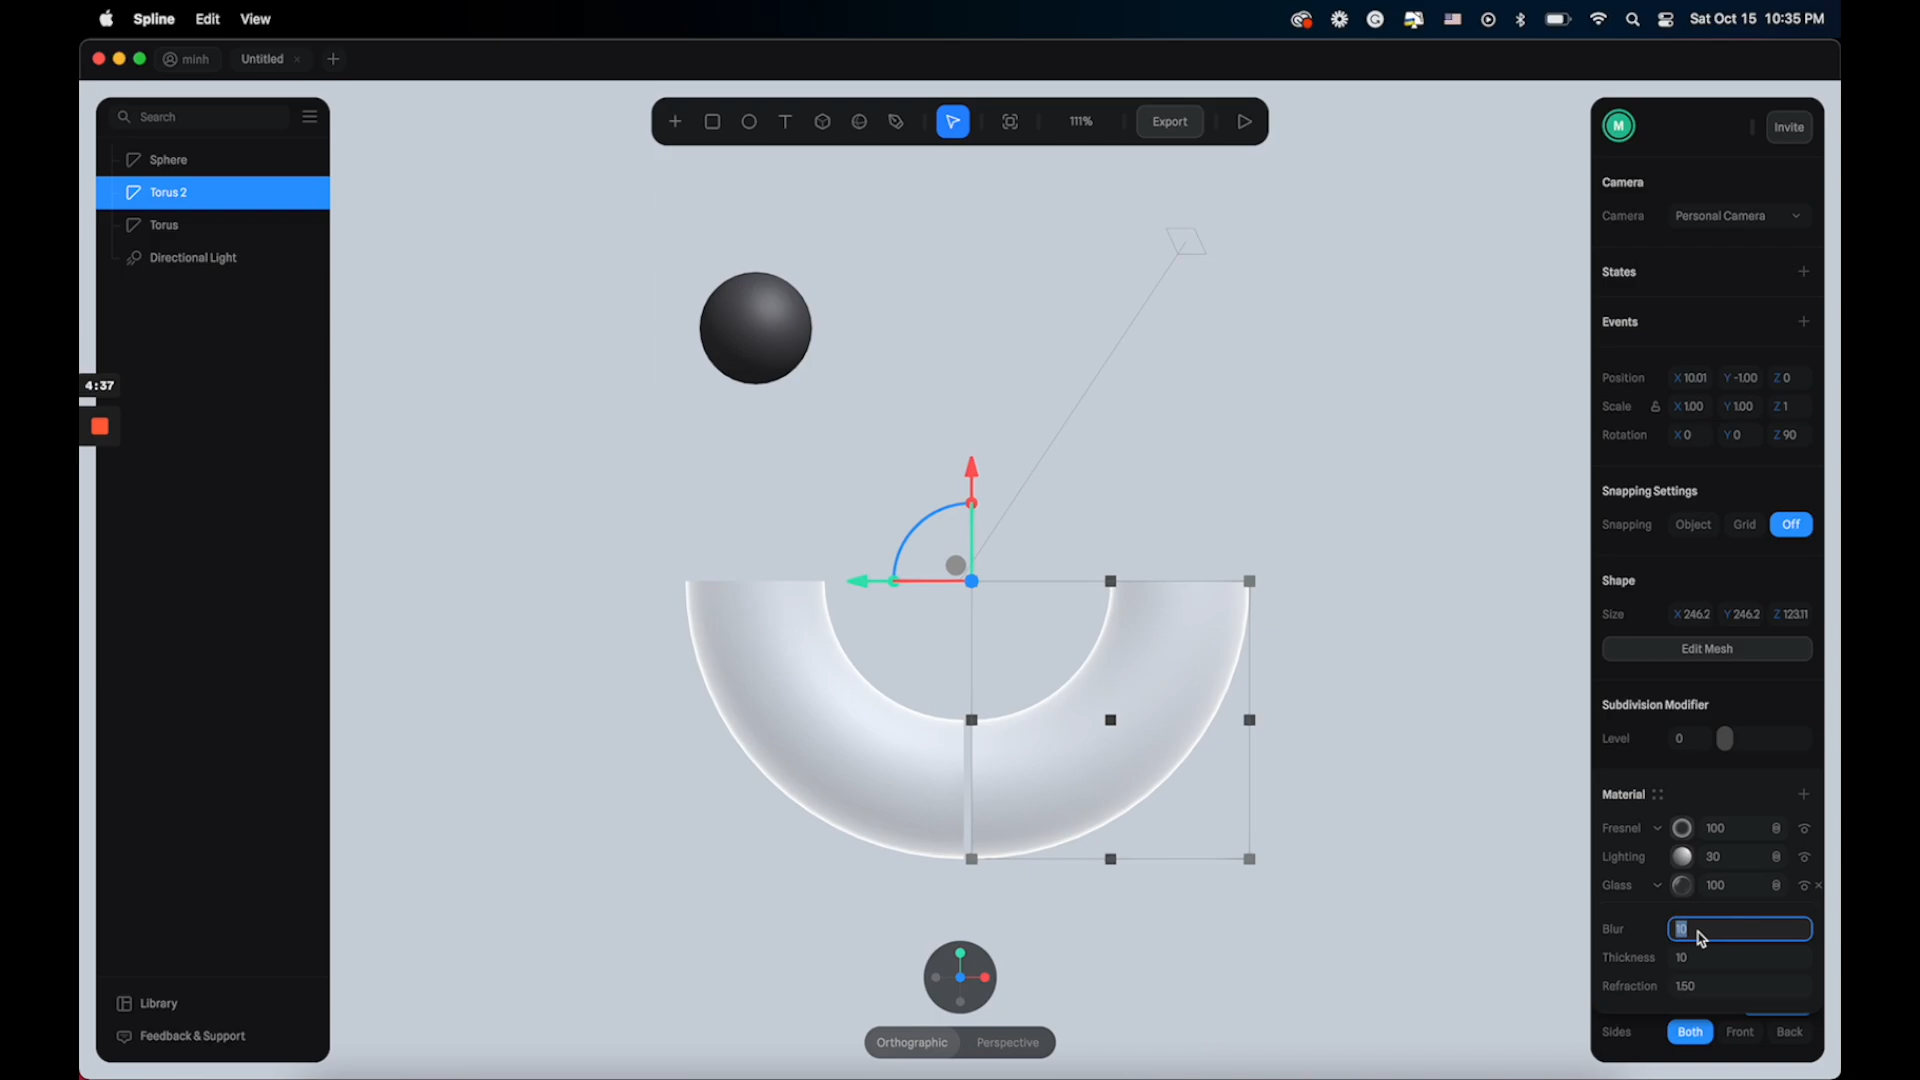 Spline Edit View
Sat Oct 15 10:35 PM
minh Untitled × +
Search
Sphere
Torus 2
Torus
Directional Light
4:37
Library
Feedback & Support
T 111% Export
Orthographic Perspective
M Invite
Camera
Camera Personal Camera
States
Events
Position X 10.01 Y -1.00 Z 0
Scale X 1.00 Y 1.00 Z 1
Rotation X 0 Y 0 Z 90
Snapping Settings
Snapping Object Grid Off
Shape
Size X 246.2 Y 246.2 Z 123.11
Edit Mesh
Subdivision Modifier
Level 0
Material
Fresnel 100
Lighting 30
Glass 100
Blur 10
Thickness 10
Refraction 1.50
Sides Both Front Back